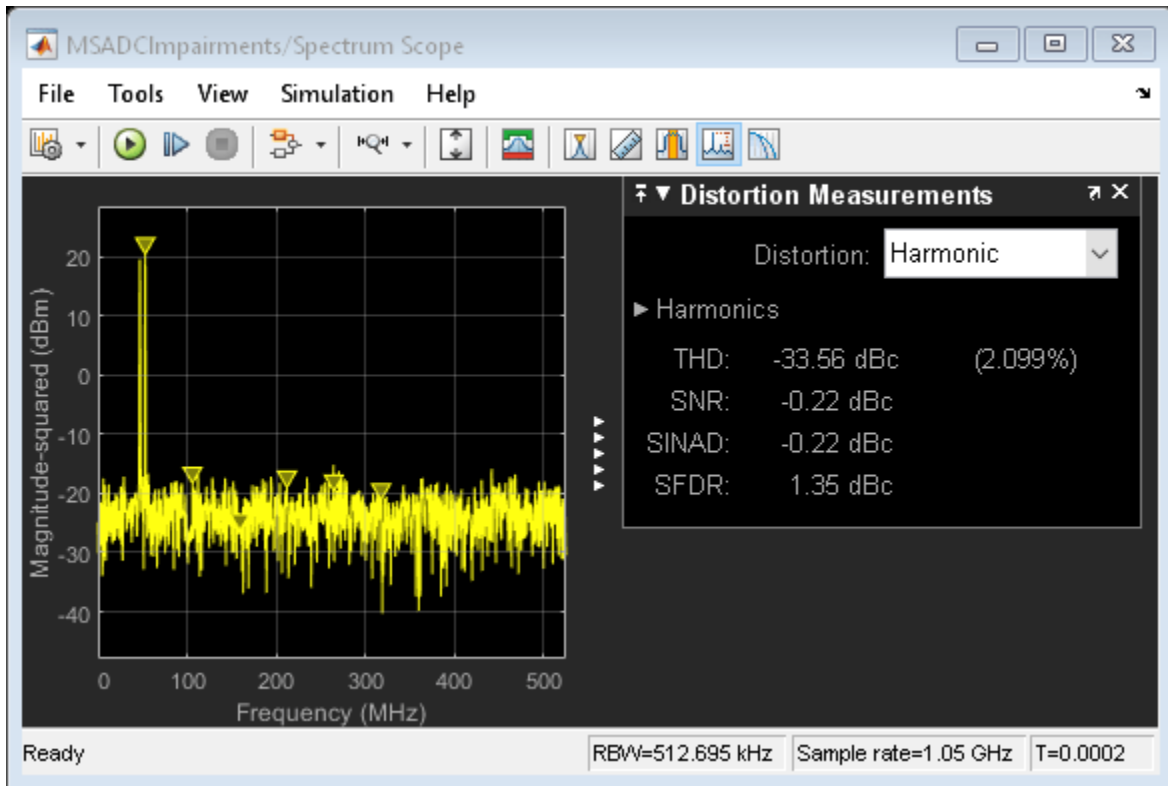 MSADCImpairments/Spectrum Scope
File Tools View Simulation Help
Distortion Measurements
Distortion: Harmonic
Harmonics
THD: -33.56 dBc (2.099%)
SNR: -0.22 dBc
SINAD: -0.22 dBc
SFDR: 1.35 dBc
Magnitude-squared (dBm)
20
10
0
-10
-20
-30
-40
0 100 200 300 400 500
Frequency (MHz)
Ready RBW=512.695 kHz Sample rate=1.05 GHz T=0.0002